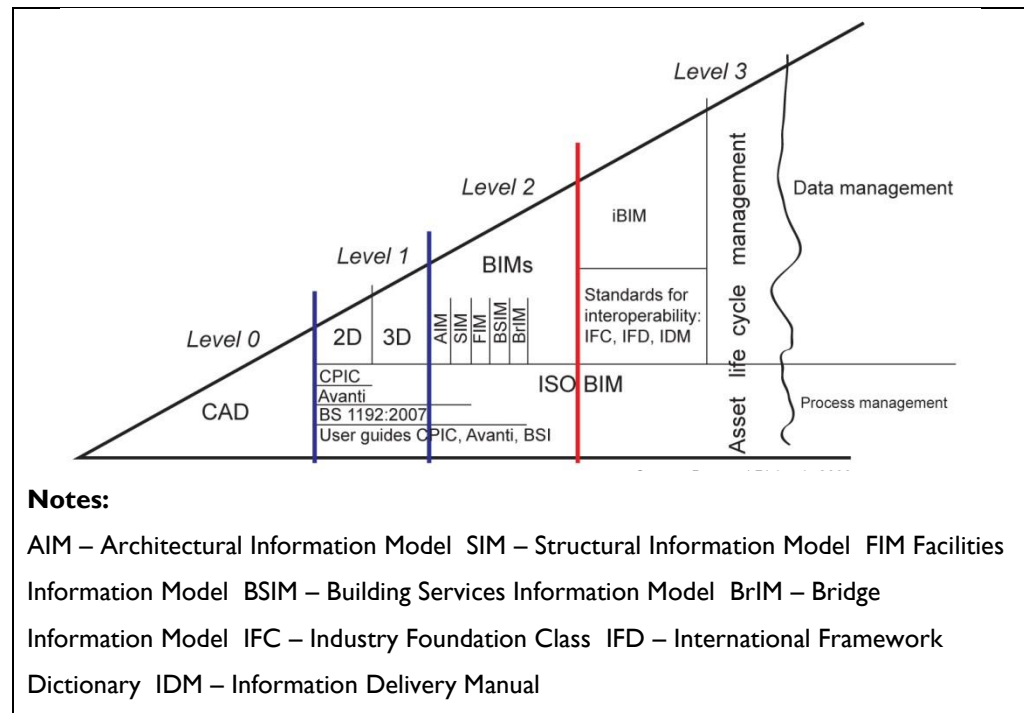 Level 3
Level 2
Level 1
Level 0
Data management
iBIM
BIMs
Standards for
interoperability:
IFC, IFD, IDM
2D
3D
AIM
SIM
FIM
BSIM
BrIM
Asset life cycle management
CPIC
Avanti
BS 1192:2007
User guides CPIC, Avanti, BSI
ISO BIM
CAD
Process management
Notes:
AIM – Architectural Information Model SIM – Structural Information Model FIM Facilities
Information Model BSIM – Building Services Information Model BrIM – Bridge
Information Model IFC – Industry Foundation Class IFD – International Framework
Dictionary IDM – Information Delivery Manual